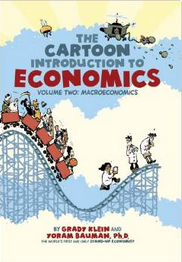 THE
CARTOON
INTRODUCTION TO
ECONOMICS
VOLUME TWO: MACROECONOMICS
BY GRADY KLEIN AND
YORAM BAUMAN, Ph.D.
THE WORLD'S FIRST AND ONLY STAND-UP ECONOMIST